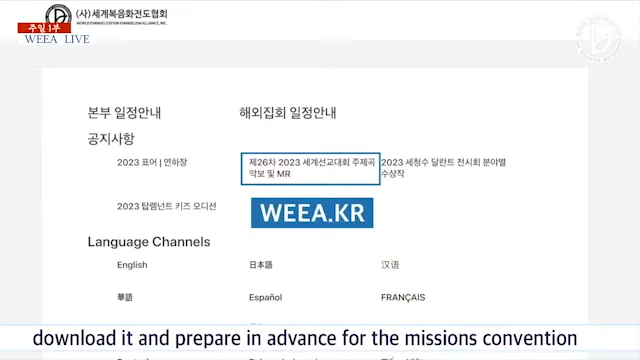 (사)세계복음화전도협회
WORLD EVANGELIZATION EVANGELISM ALLIANCE, INC.
주일1부
WEEA LIVE
본부 일정안내
해외집회 일정안내
공지사항
2023 표어 | 연하장
제26차 2023 세계선교대회 주제곡
악보 및 MR
2023 세청수 달란트 전시회 분야별
수상작
2023 탑렘넌트 키즈 오디션
WEEA.KR
Language Channels
English
日本語
汉语
華語
Español
FRANÇAIS
download it and prepare in advance for the missions convention